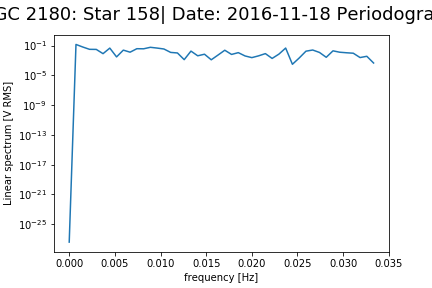 GC 2180: Star 158| Date: 2016-11-18 Periodogra
Linear spectrum [V RMS]
10⁻¹
10⁻⁵
10⁻⁹
10⁻¹³
10⁻¹⁷
10⁻²¹
10⁻²⁵
0.000 0.005 0.010 0.015 0.020 0.025 0.030 0.035
frequency [Hz]